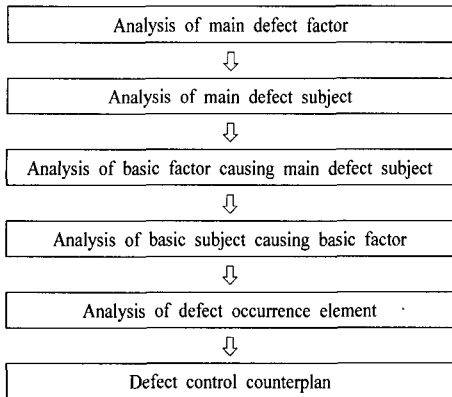 Analysis of main defect factor
Analysis of main defect subject
Analysis of basic factor causing main defect subject
Analysis of basic subject causing basic factor
Analysis of defect occurrence element
Defect control counterplan